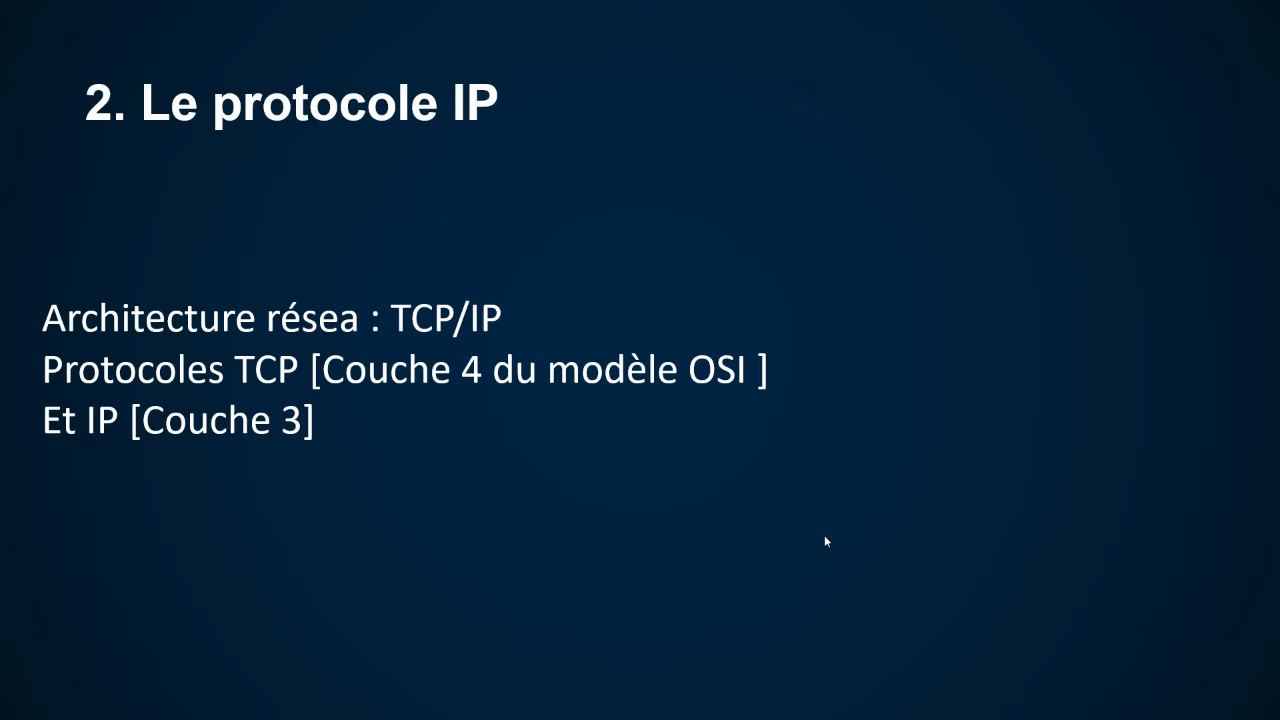 2. Le protocole IP
Architecture résea : TCP/IP
Protocoles TCP [Couche 4 du modèle OSI ]
Et IP [Couche 3]